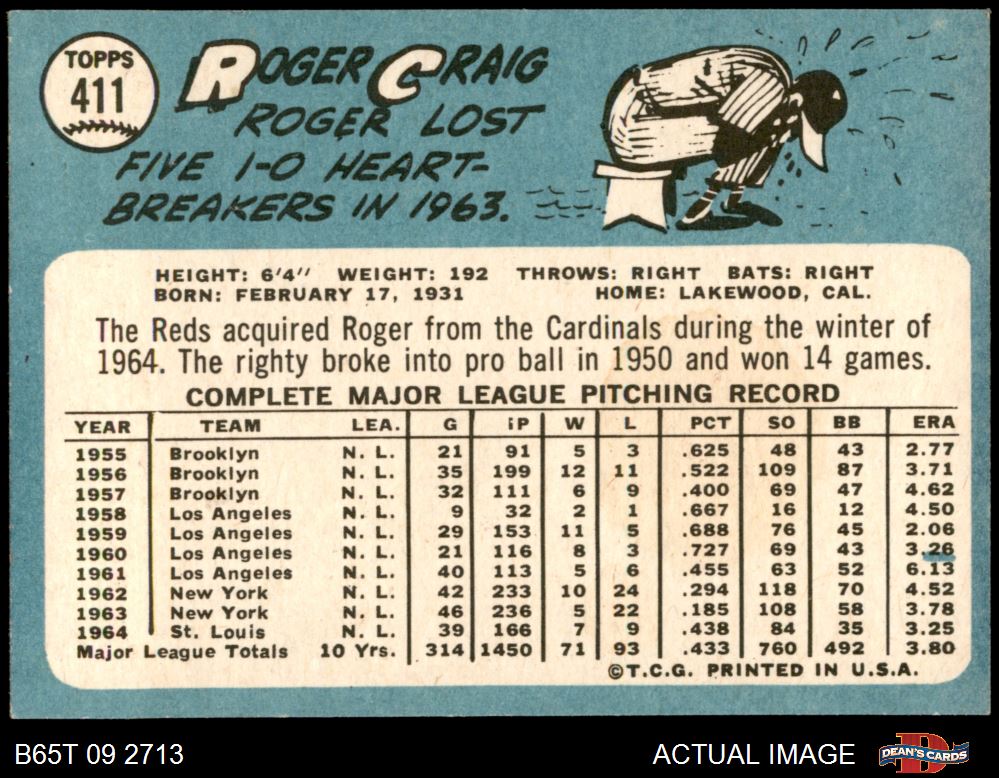 TOPPS
411
ROGER CRAIG
ROGER LOST
FIVE 1-0 HEART-
BREAKERS IN 1963.
HEIGHT: 6'4" WEIGHT: 192 THROWS: RIGHT BATS: RIGHT
BORN: FEBRUARY 17, 1931 HOME: LAKEWOOD, CAL.
The Reds acquired Roger from the Cardinals during the winter of
1964. The righty broke into pro ball in 1950 and won 14 games.
COMPLETE MAJOR LEAGUE PITCHING RECORD
YEAR TEAM LEA. G IP W L PCT SO BB ERA
1955 Brooklyn N. L. 21 91 5 3 .625 48 43 2.77
1956 Brooklyn N. L. 35 199 12 11 .522 109 87 3.71
1957 Brooklyn N. L. 32 111 6 9 .400 69 47 4.62
1958 Los Angeles N. L. 9 32 2 1 .667 16 12 4.50
1959 Los Angeles N. L. 29 153 11 5 .688 76 45 2.06
1960 Los Angeles N. L. 21 116 8 3 .727 69 43 3.26
1961 Los Angeles N. L. 40 113 5 6 .455 63 52 6.13
1962 New York N. L. 42 233 10 24 .294 118 70 4.52
1963 New York N. L. 46 236 5 22 .185 108 58 3.78
1964 St. Louis N. L. 39 166 7 9 .438 84 35 3.25
Major League Totals 10 Yrs. 314 1450 71 93 .433 760 492 3.80
©T.C.G. PRINTED IN U.S.A.
B65T 09 2713 ACTUAL IMAGE DEAN'S CARDS